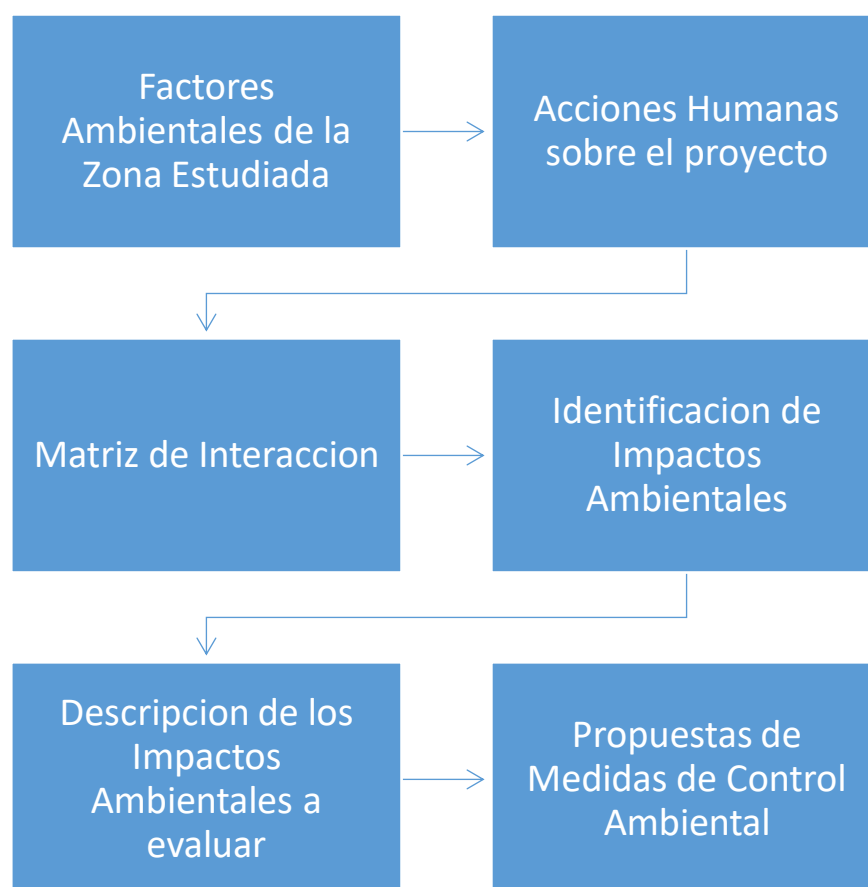 Factores
Ambientales de la
Zona Estudiada
Acciones Humanas
sobre el proyecto
Matriz de Interaccion
Identificacion de
Impactos
Ambientales
Descripcion de los
Impactos
Ambientales a
evaluar
Propuestas de
Medidas de Control
Ambiental